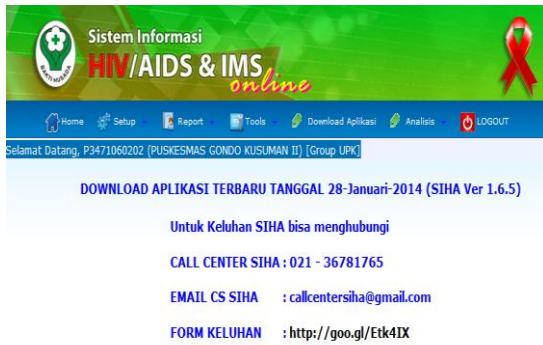 BAKTI HUSADA
Sistem Informasi
HIV/AIDS & IMS
online
Home Setup Report Tools Download Aplikasi Analisis LOGOUT
Selamat Datang, P3471060202 (PUSKESMAS GONDO KUSUMAN II) [Group UPK]
DOWNLOAD APLIKASI TERBARU TANGGAL 28-Januari-2014 (SIHA Ver 1.6.5)
Untuk Keluhan SIHA bisa menghubungi
CALL CENTER SIHA : 021 - 36781765
EMAIL CS SIHA : callcentersiha@gmail.com
FORM KELUHAN : http://goo.gl/Etk4IX